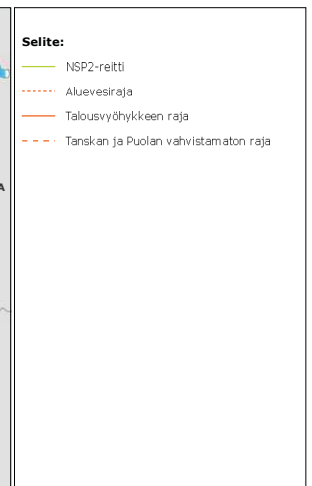 Selite:
NSP2-reitti
Aluevesiraja
Talousvyöhykkeen raja
Tanskan ja Puolan vahvistamaton raja
A